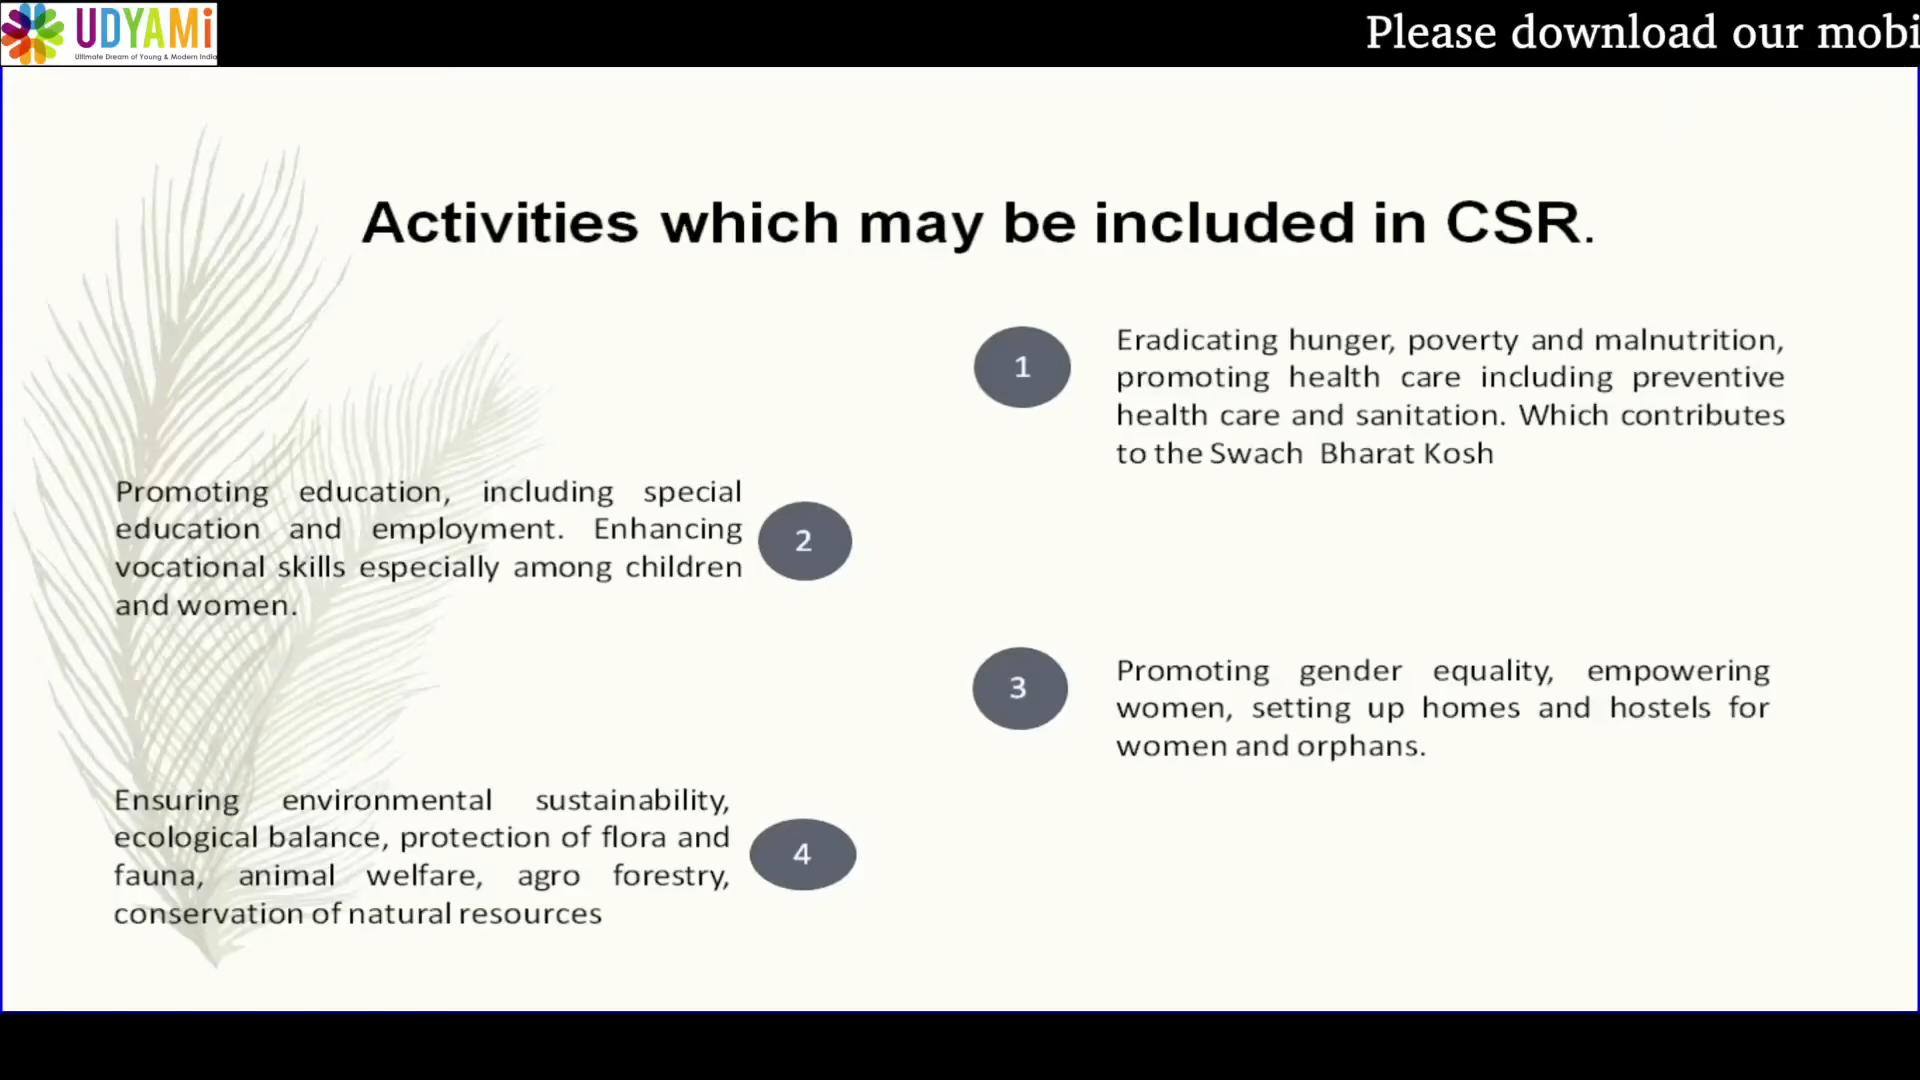 UDYAMi
Ultimate Dream of Young & Modern India
Please download our mobi
Activities which may be included in CSR.
1
Eradicating hunger, poverty and malnutrition,
promoting health care including preventive
health care and sanitation. Which contributes
to the Swach Bharat Kosh
Promoting education, including special
education and employment. Enhancing
vocational skills especially among children
and women.
2
3
Promoting gender equality, empowering
women, setting up homes and hostels for
women and orphans.
Ensuring environmental sustainability,
ecological balance, protection of flora and
fauna, animal welfare, agro forestry,
conservation of natural resources
4